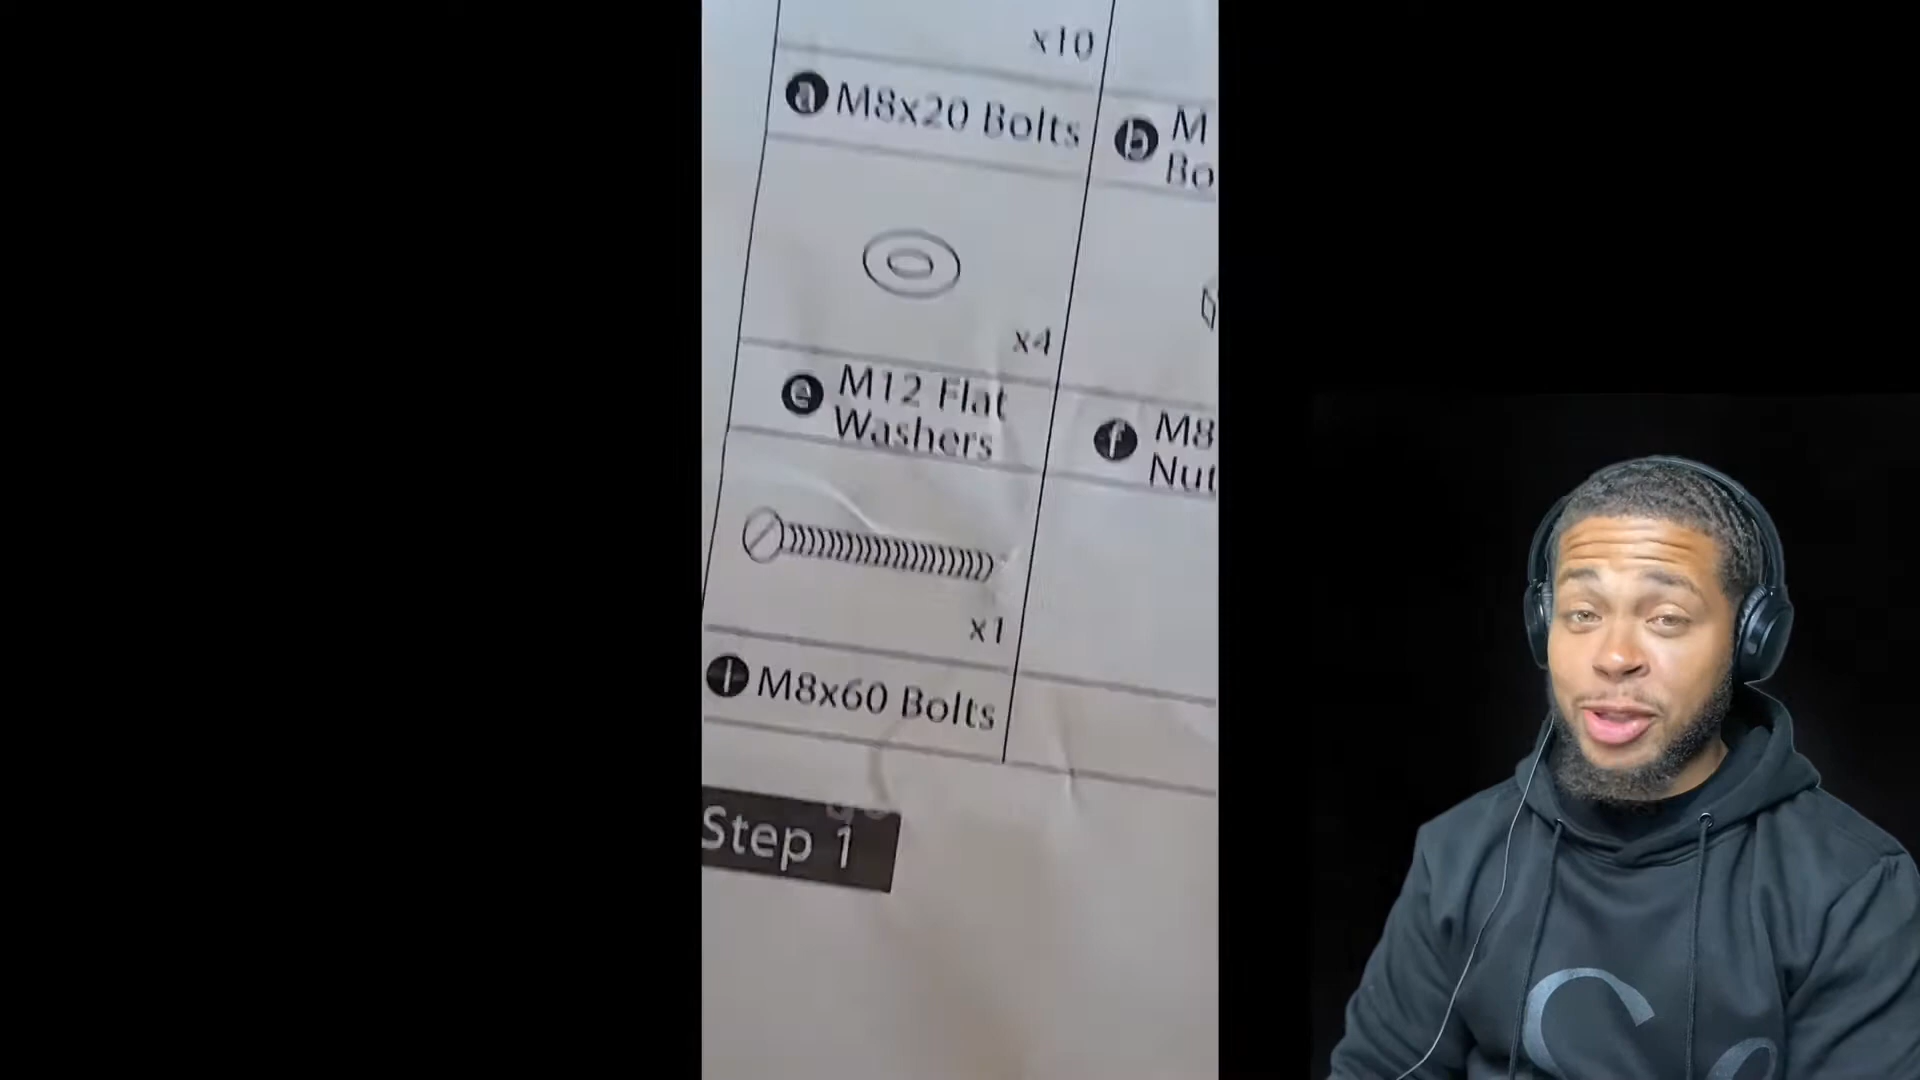 x10
a M8x20 Bolts
b M
Bo
x4
e M12 Flat
Washers
f M8
Nut
x1
l M8x60 Bolts
Step 1